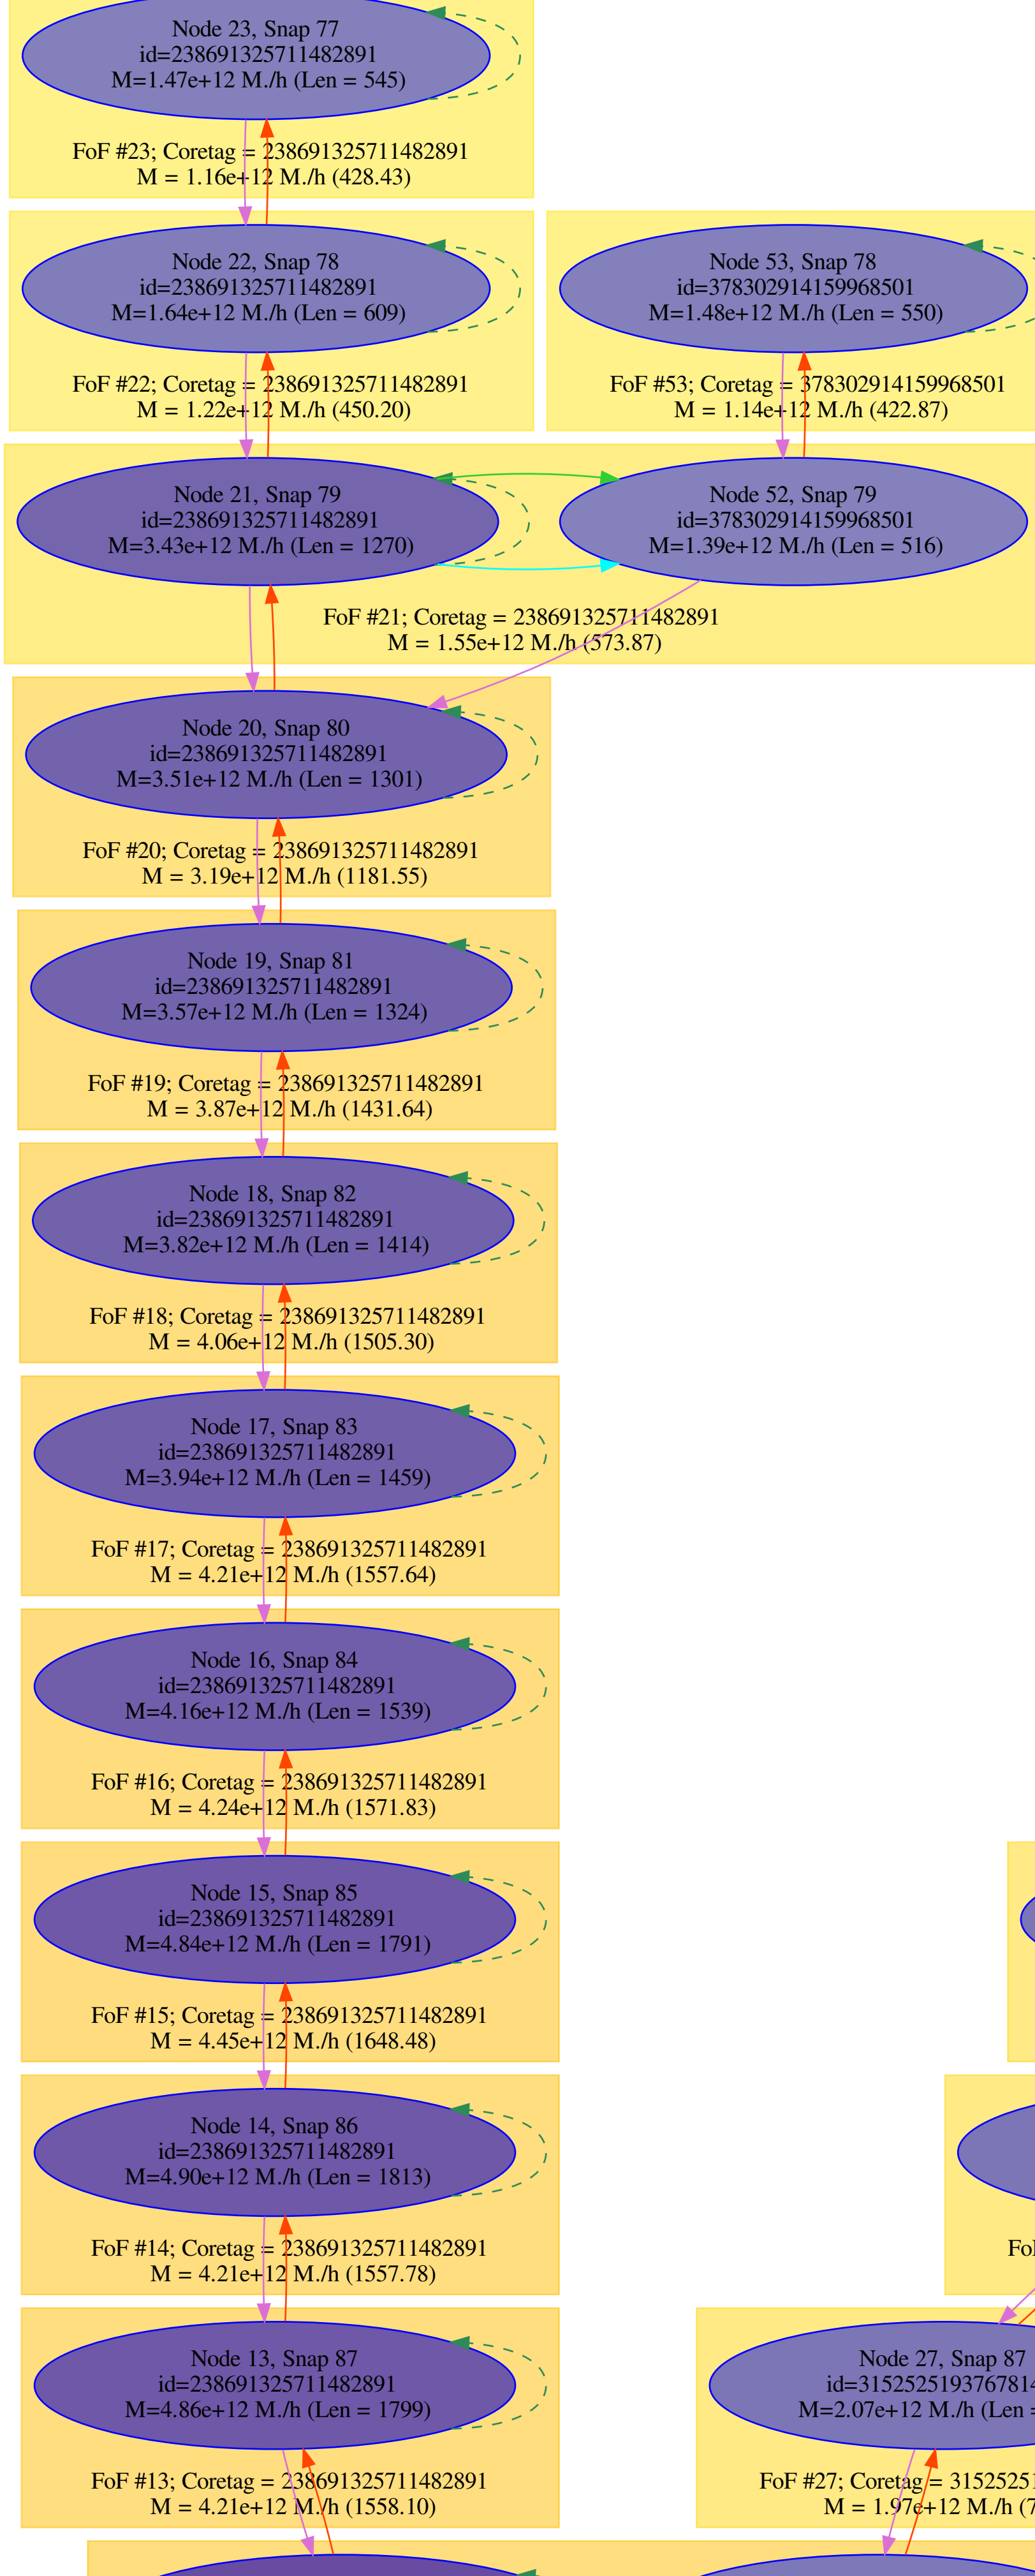 Node 23, Snap 77
id=238691325711482891
M=1.47e+12 M./h (Len = 545)
FoF #23; Coretag = 238691325711482891
M = 1.16e+12 M./h (428.43)
Node 22, Snap 78
id=238691325711482891
M=1.64e+12 M./h (Len = 609)
FoF #22; Coretag = 238691325711482891
M = 1.22e+12 M./h (450.20)
Node 53, Snap 78
id=378302914159968501
M=1.48e+12 M./h (Len = 550)
FoF #53; Coretag = 378302914159968501
M = 1.14e+12 M./h (422.87)
Node 21, Snap 79
id=238691325711482891
M=3.43e+12 M./h (Len = 1270)
Node 52, Snap 79
id=378302914159968501
M=1.39e+12 M./h (Len = 516)
FoF #21; Coretag = 238691325711482891
M = 1.55e+12 M./h (573.87)
Node 20, Snap 80
id=238691325711482891
M=3.51e+12 M./h (Len = 1301)
FoF #20; Coretag = 238691325711482891
M = 3.19e+12 M./h (1181.55)
Node 19, Snap 81
id=238691325711482891
M=3.57e+12 M./h (Len = 1324)
FoF #19; Coretag = 238691325711482891
M = 3.87e+12 M./h (1431.64)
Node 18, Snap 82
id=238691325711482891
M=3.82e+12 M./h (Len = 1414)
FoF #18; Coretag = 238691325711482891
M = 4.06e+12 M./h (1505.30)
Node 17, Snap 83
id=238691325711482891
M=3.94e+12 M./h (Len = 1459)
FoF #17; Coretag = 238691325711482891
M = 4.21e+12 M./h (1557.64)
Node 16, Snap 84
id=238691325711482891
M=4.16e+12 M./h (Len = 1539)
FoF #16; Coretag = 238691325711482891
M = 4.24e+12 M./h (1571.83)
Node 15, Snap 85
id=238691325711482891
M=4.84e+12 M./h (Len = 1791)
FoF #15; Coretag = 238691325711482891
M = 4.45e+12 M./h (1648.48)
Node 14, Snap 86
id=238691325711482891
M=4.90e+12 M./h (Len = 1813)
FoF #14; Coretag = 238691325711482891
M = 4.21e+12 M./h (1557.78)
Node 13, Snap 87
id=238691325711482891
M=4.86e+12 M./h (Len = 1799)
FoF #13; Coretag = 238691325711482891
M = 4.21e+12 M./h (1558.10)
Node 27, Snap 87
M=2.07e+12 M./h (Len
FoF #27; Coretag =
M = 1.97e+12 M./h